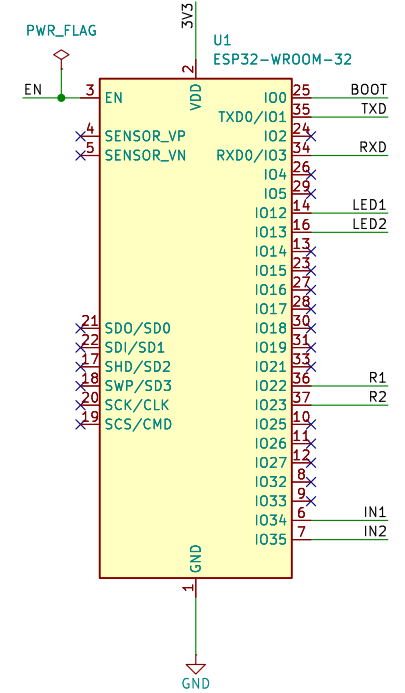 3V3
PWR_FLAG
U1
ESP32-WROOM-32
2
VDD
EN 3 EN
IO0 25 BOOT
TXD0/IO1 35 TXD
4 SENSOR_VP
IO2 24
5 SENSOR_VN
RXD0/IO3 34 RXD
IO4 26
IO5 29
IO12 14 LED1
IO13 16 LED2
IO14 13
IO15 23
IO16 27
IO17 28
21 SDO/SD0
IO18 30
22 SDI/SD1
IO19 31
17 SHD/SD2
IO21 33
18 SWP/SD3
IO22 36 R1
20 SCK/CLK
IO23 37 R2
19 SCS/CMD
IO25 10
IO26 11
IO27 12
IO32 8
IO33 9
IO34 6 IN1
IO35 7 IN2
GND
1
GND